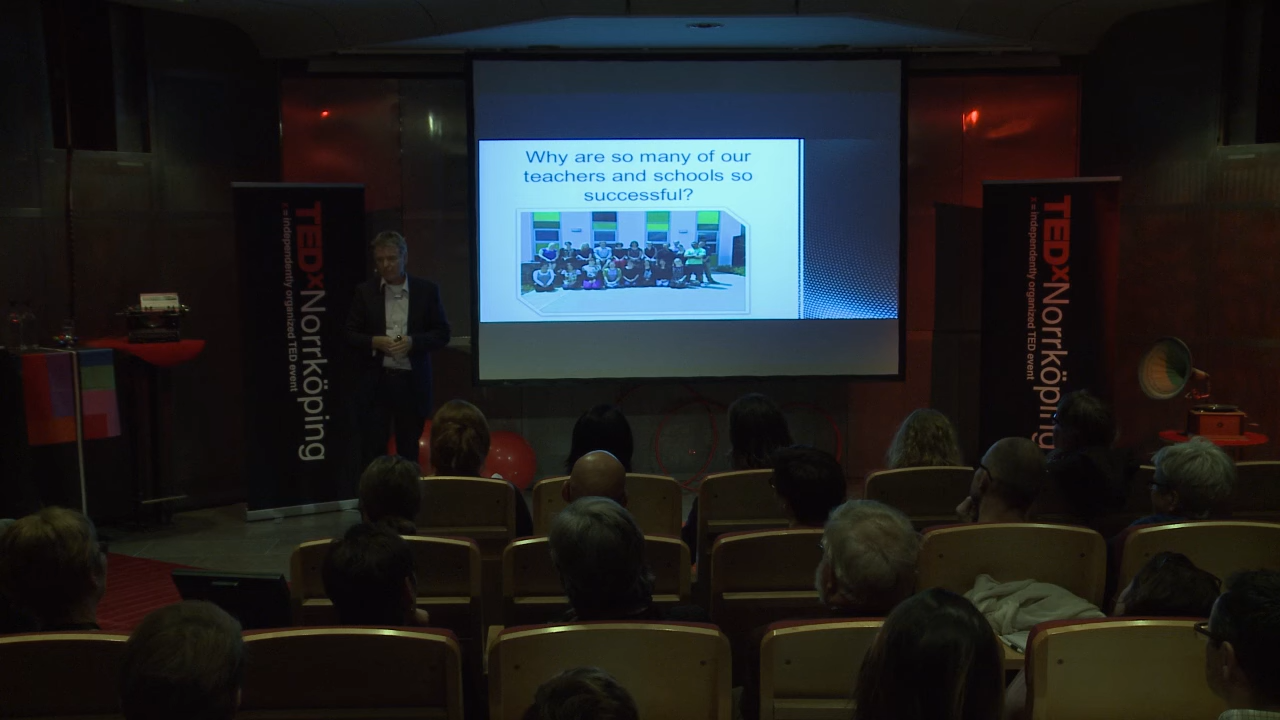 Why are so many of our
teachers and schools so
successful?
TEDxNorrköping
x = independently organized TED event
TEDxNorrköping
x = independently organized TED event